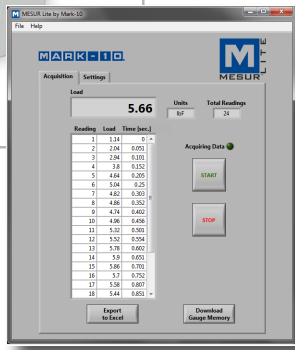 MESUR Lite by Mark-10
File Help
MARK-10
M
MESUR
LITE
Acquisition Settings
Load
5.66
Units
lbF
Total Readings
24
Reading Load Time [sec.]
1 1.14 0
2 2.04 0.051
3 2.94 0.101
4 3.8 0.152
5 4.64 0.205
6 5.04 0.25
7 4.82 0.303
8 4.86 0.352
9 4.74 0.402
10 4.96 0.456
11 5.32 0.501
12 5.52 0.554
13 5.78 0.602
14 5.9 0.651
15 5.86 0.701
16 5.7 0.752
17 5.58 0.807
18 5.44 0.851
Acquiring Data
START
STOP
Export
to Excel
Download
Gauge Memory